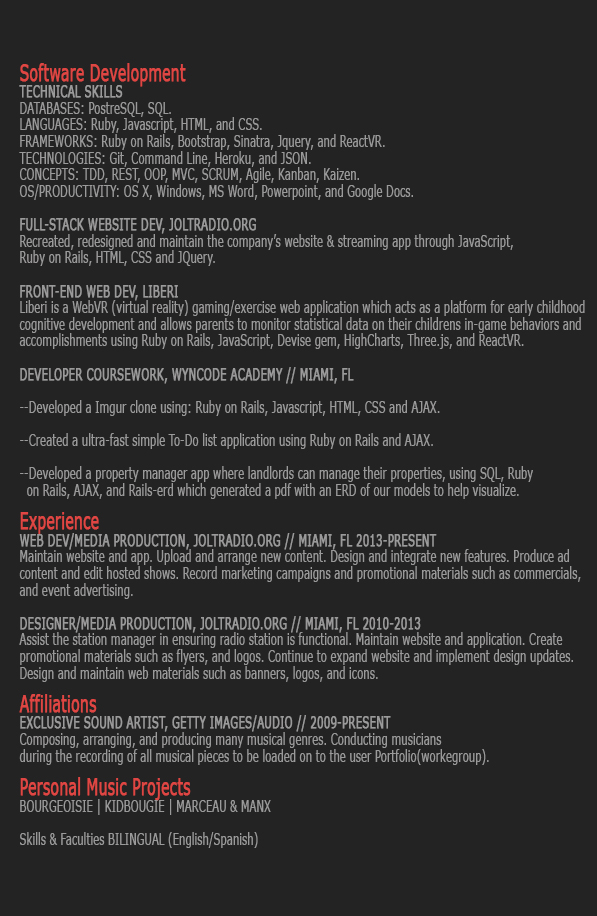 Software Development
TECHNICAL SKILLS
DATABASES: PostreSQL, SQL.
LANGUAGES: Ruby, Javascript, HTML, and CSS.
FRAMEWORKS: Ruby on Rails, Bootstrap, Sinatra, Jquery, and ReactVR.
TECHNOLOGIES: Git, Command Line, Heroku, and JSON.
CONCEPTS: TDD, REST, OOP, MVC, SCRUM, Agile, Kanban, Kaizen.
OS/PRODUCTIVITY: OS X, Windows, MS Word, Powerpoint, and Google Docs.
FULL-STACK WEBSITE DEV, JOLTRADIO.ORG
Recreated, redesigned and maintain the company's website & streaming app through JavaScript,
Ruby on Rails, HTML, CSS and JQuery.
FRONT-END WEB DEV, LIBERI
Liberi is a WebVR (virtual reality) gaming/exercise web application which acts as a platform for early childhood
cognitive development and allows parents to monitor statistical data on their childrens in-game behaviors and
accomplishments using Ruby on Rails, JavaScript, Devise gem, HighCharts, Three.js, and ReactVR.
DEVELOPER COURSEWORK, WYNCODE ACADEMY // MIAMI, FL
--Developed a Imgur clone using: Ruby on Rails, Javascript, HTML, CSS and AJAX.
--Created a ultra-fast simple To-Do list application using Ruby on Rails and AJAX.
--Developed a property manager app where landlords can manage their properties, using SQL, Ruby
on Rails, AJAX, and Rails-erd which generated a pdf with an ERD of our models to help visualize.
Experience
WEB DEV/MEDIA PRODUCTION, JOLTRADIO.ORG // MIAMI, FL 2013-PRESENT
Maintain website and app. Upload and arrange new content. Design and integrate new features. Produce ad
content and edit hosted shows. Record marketing campaigns and promotional materials such as commercials,
and event advertising.
DESIGNER/MEDIA PRODUCTION, JOLTRADIO.ORG // MIAMI, FL 2010-2013
Assist the station manager in ensuring radio station is functional. Maintain website and application. Create
promotional materials such as flyers, and logos. Continue to expand website and implement design updates.
Design and maintain web materials such as banners, logos, and icons.
Affiliations
EXCLUSIVE SOUND ARTIST, GETTY IMAGES/AUDIO // 2009-PRESENT
Composing, arranging, and producing many musical genres. Conducting musicians
during the recording of all musical pieces to be loaded on to the user Portfolio(workegroup).
Personal Music Projects
BOURGEOISIE | KIDBOUGIE | MARCEAU & MANX
Skills & Faculties BILINGUAL (English/Spanish)